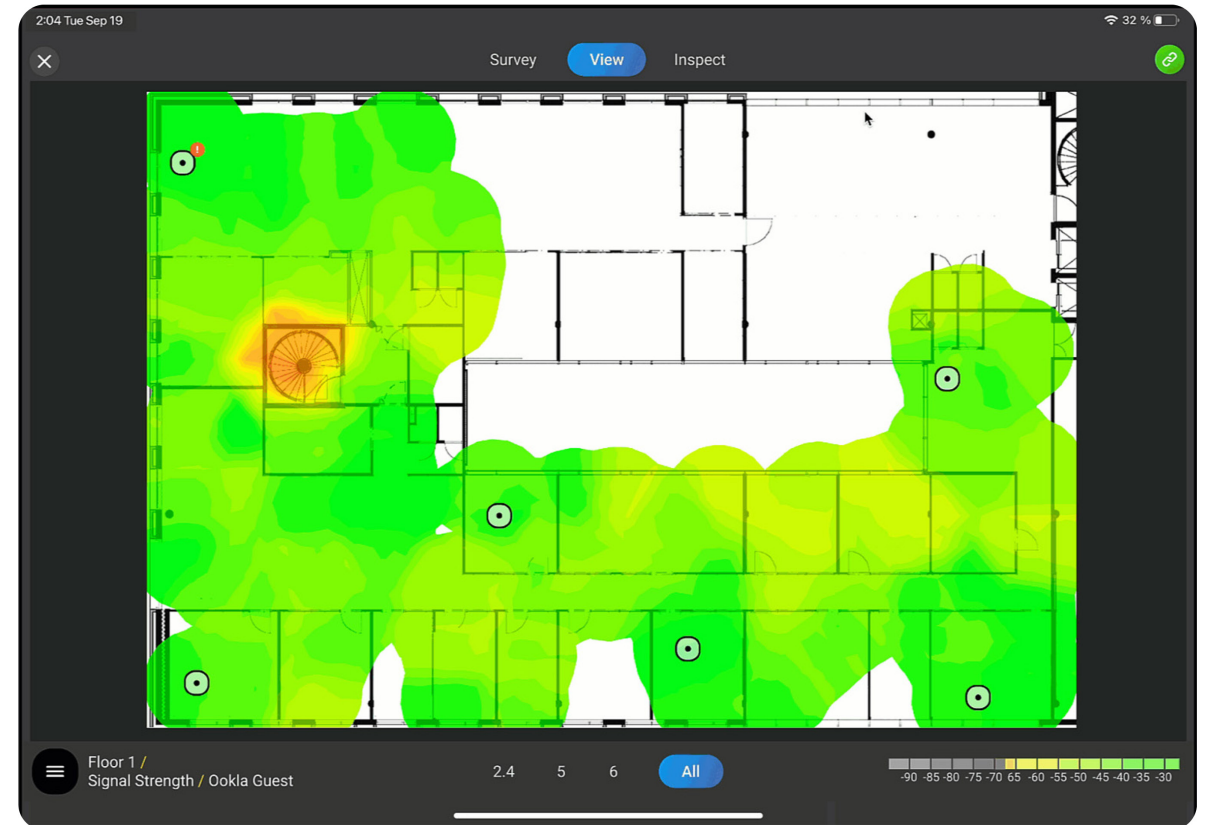 2:04 Tue Sep 19
32 %
Survey
View
Inspect
!
Floor 1 /
Signal Strength / Ookla Guest
2.4
5
6
All
-90 -85 -80 -75 -70 65 -60 -55 -50 -45 -40 -35 -30